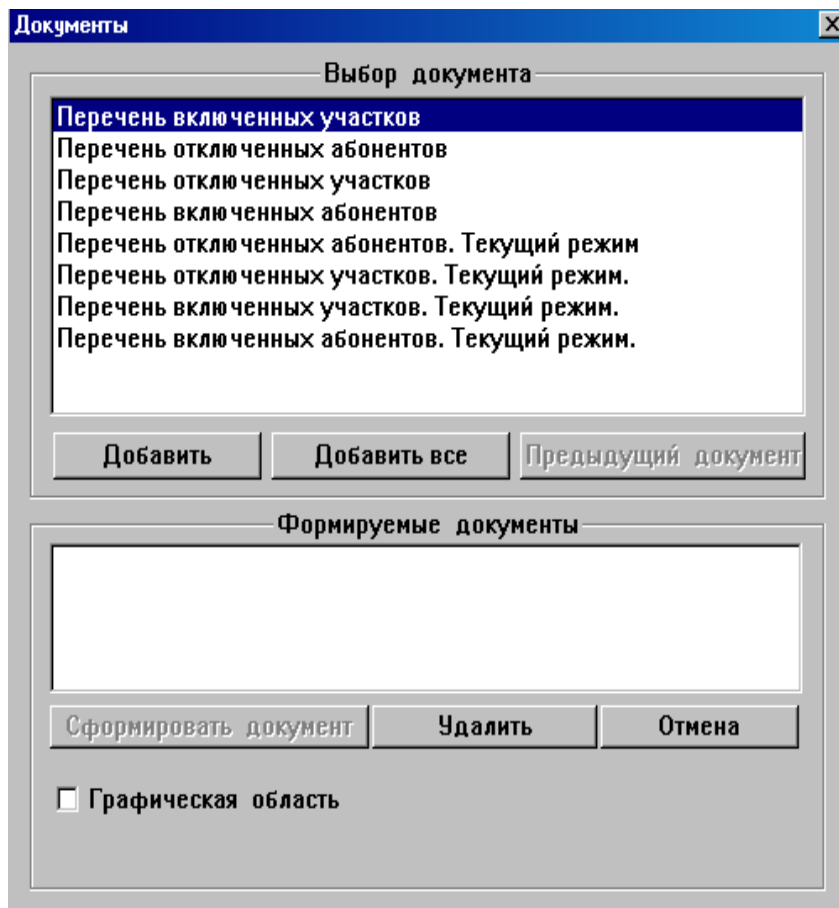 Документы
Выбор документа
Перечень включенных участков
Перечень отключенных абонентов
Перечень отключенных участков
Перечень включенных абонентов
Перечень отключенных абонентов. Текущий режим
Перечень отключенных участков. Текущий режим.
Перечень включенных участков. Текущий режим.
Перечень включенных абонентов. Текущий режим.
Добавить Добавить все Предыдущий документ
Формируемые документы
Сформировать документ Удалить Отмена
Графическая область